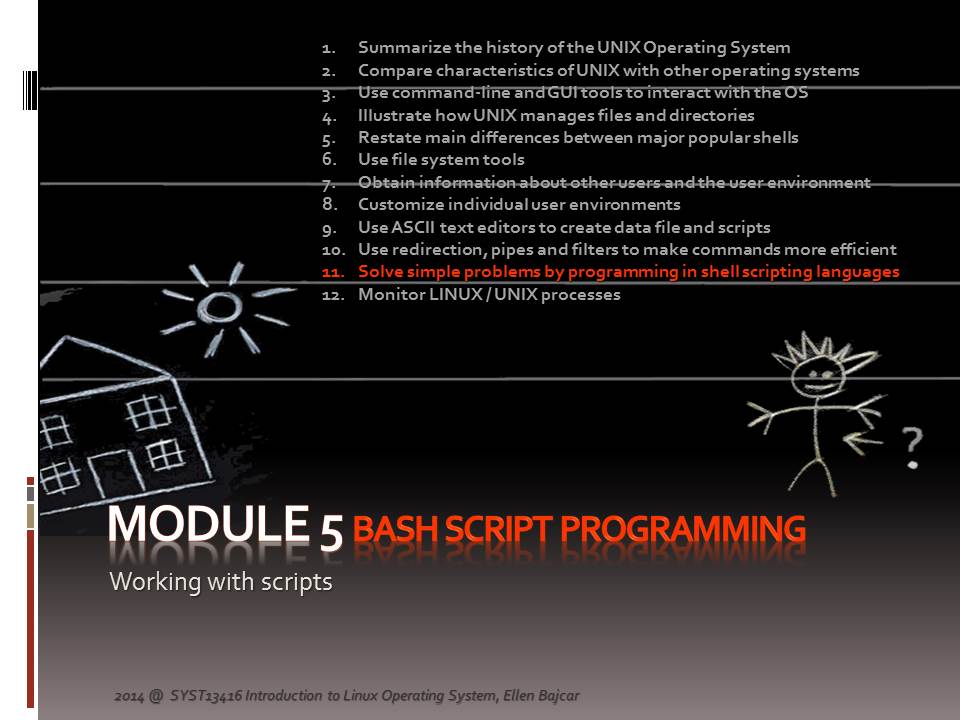 1. Summarize the history of the UNIX Operating System
2. Compare characteristics of UNIX with other operating systems
3. Use command-line and GUI tools to interact with the OS
4. Illustrate how UNIX manages files and directories
5. Restate main differences between major popular shells
6. Use file system tools
7. Obtain information about other users and the user environment
8. Customize individual user environments
9. Use ASCII text editors to create data file and scripts
10. Use redirection, pipes and filters to make commands more efficient
11. Solve simple problems by programming in shell scripting languages
12. Monitor LINUX / UNIX processes
?
MODULE 5 BASH SCRIPT PROGRAMMING
Working with scripts
2014 @ SYST13416 Introduction to Linux Operating System, Ellen Bajcar